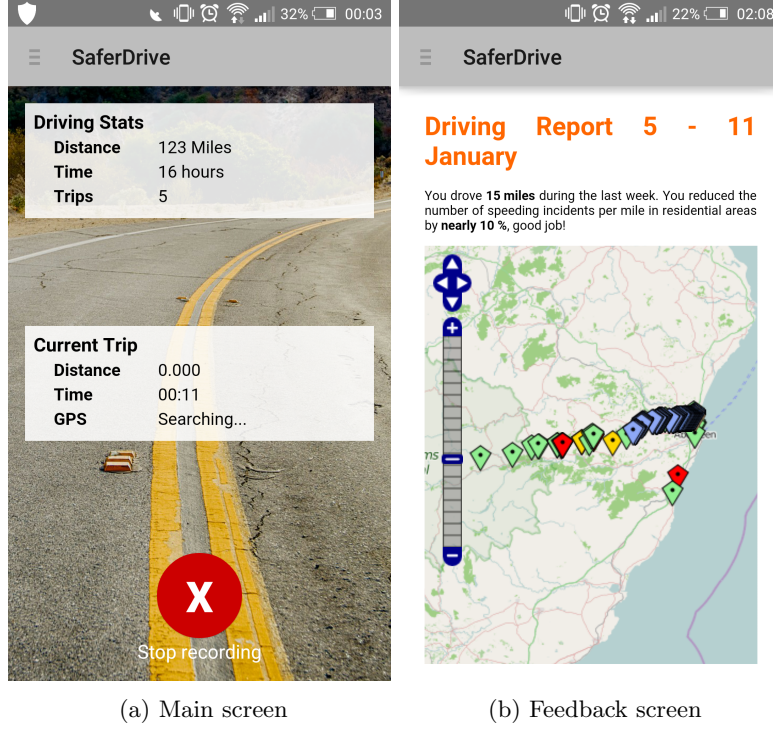 32% 00:03
SaferDrive
Driving Stats
Distance 123 Miles
Time 16 hours
Trips 5
Current Trip
Distance 0.000
Time 00:11
GPS Searching...
X
Stop recording
(a) Main screen
22% 02:08
SaferDrive
Driving Report 5 - 11
January
You drove 15 miles during the last week. You reduced the
number of speeding incidents per mile in residential areas
by nearly 10 %, good job!
(b) Feedback screen